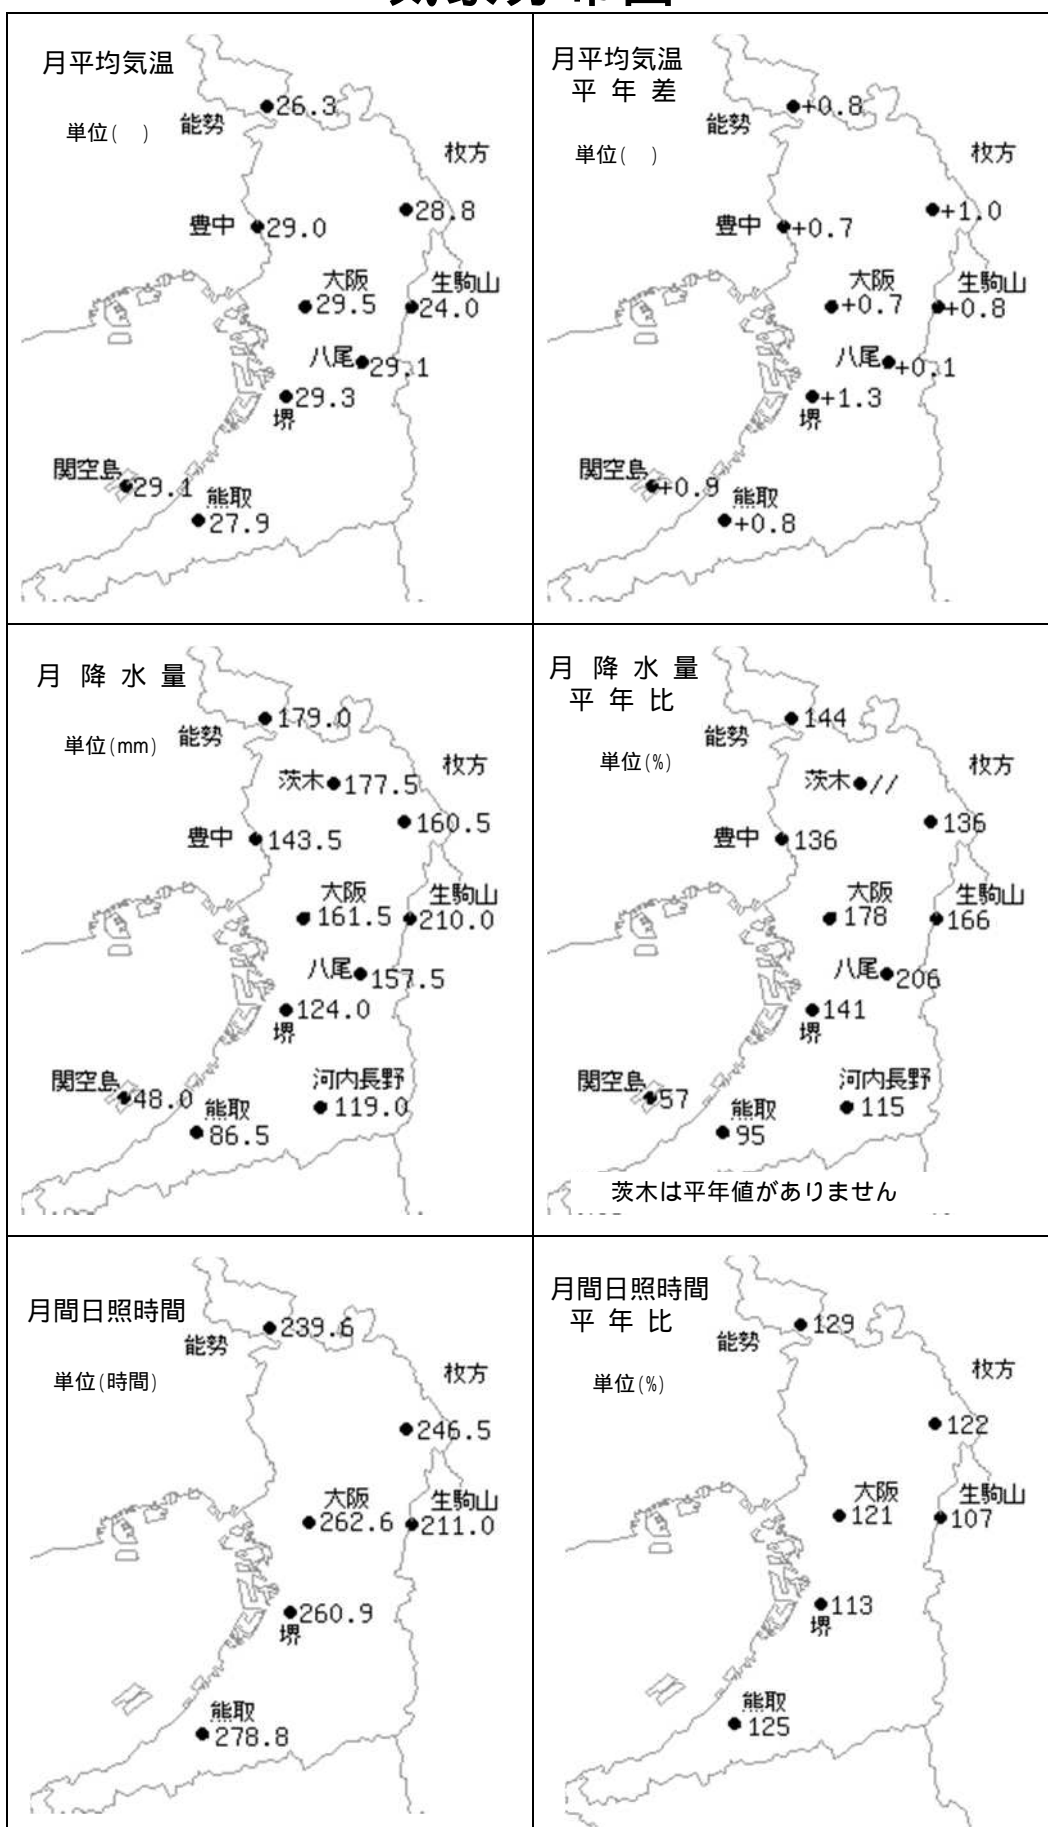 月平均気温
単位( )
26.3
能勢
枚方
28.8
豊中
29.0
大阪
29.5
生駒山
24.0
八尾
29.1
29.3
堺
関空島
29.1
熊取
27.9
月平均気温
平年差
単位( )
+0.8
能勢
枚方
+1.0
豊中
+0.7
大阪
+0.7
生駒山
+0.8
八尾
+0.1
+1.3
堺
関空島
+0.9
熊取
+0.8
月降水量
単位(mm)
179.0
能勢
枚方
茨木 177.5
160.5
豊中
143.5
大阪
161.5
生駒山
210.0
八尾
157.5
124.0
堺
関空島
48.0
河内長野
119.0
熊取
86.5
月降水量
平年比
単位(%)
144
能勢
枚方
茨木 //
136
豊中
136
大阪
178
生駒山
166
八尾
206
141
堺
関空島
57
河内長野
115
熊取
95
茨木は平年値がありません
月間日照時間
単位(時間)
239.6
能勢
枚方
246.5
大阪
262.6
生駒山
211.0
260.9
堺
熊取
278.8
月間日照時間
平年比
単位(%)
129
能勢
枚方
122
大阪
121
生駒山
107
113
堺
熊取
125